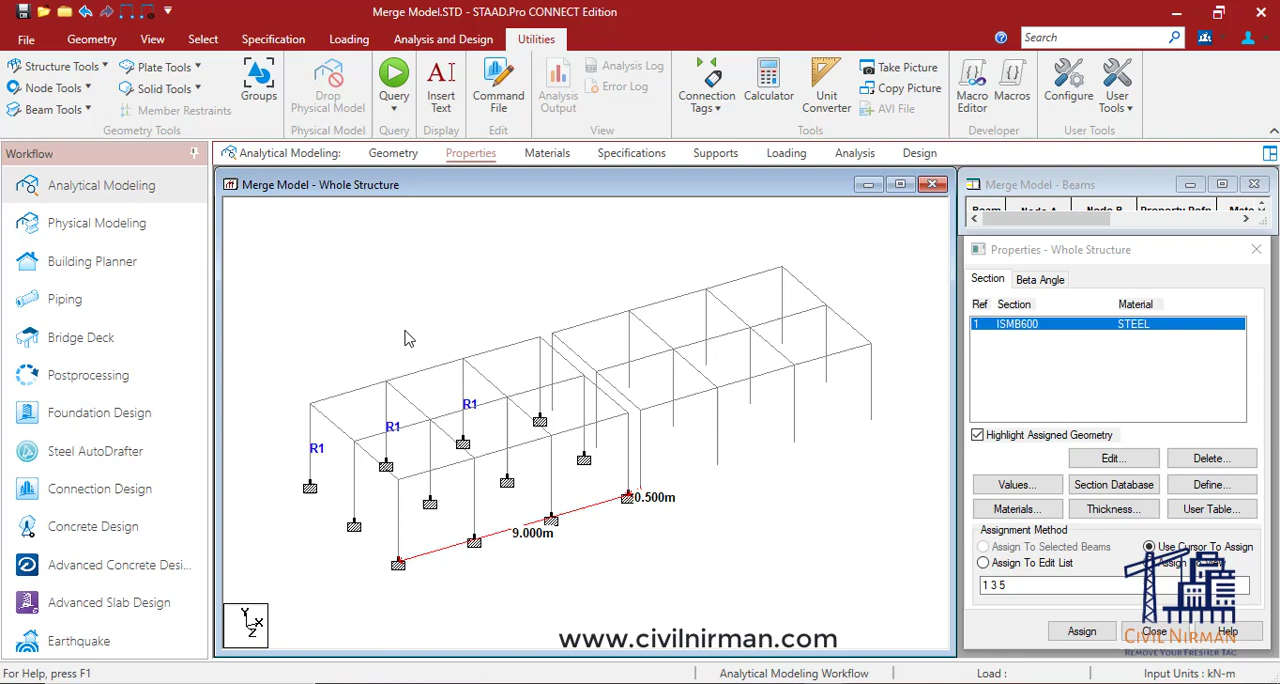 Merge Model.STD - STAAD.Pro CONNECT Edition
File Geometry View Select Specification Loading Analysis and Design Utilities Search
Structure Tools Plate Tools
Node Tools Solid Tools
Beam Tools Member Restraints
Geometry Tools
Groups
Drop Physical Model
Physical Model
Query
Query
Insert Text
Display
Command File
Edit
Analysis Output
Analysis Log
Error Log
View
Connection Tags
Calculator
Unit Converter
Take Picture
Copy Picture
AVI File
Tools
Macro Editor
Macros
Developer
Configure
User Tools
User Tools
Workflow
Analytical Modeling: Geometry Properties Materials Specifications Supports Loading Analysis Design
Analytical Modeling
Physical Modeling
Building Planner
Piping
Bridge Deck
Postprocessing
Foundation Design
Steel AutoDrafter
Connection Design
Concrete Design
Advanced Concrete Desi...
Advanced Slab Design
Earthquake
Merge Model - Whole Structure
R1
R1
R1
0.500m
9.000m
Y
X
Z
www.civilnirman.com
Merge Model - Beams
Beam Node A Node B Property Refn
Properties - Whole Structure
Section Beta Angle
Ref Section Material
1 ISMB600 STEEL
Highlight Assigned Geometry
Edit... Delete...
Values... Section Database Define...
Materials... Thickness... User Table...
Assignment Method
Assign To Selected Beams Use Cursor To Assign
Assign To Edit List
1 3 5
Assign Close Help
CIVIL NIRMAN
REMOVE YOUR FRESHER TAG
For Help, press F1 Analytical Modeling Workflow Load : Input Units : kN-m